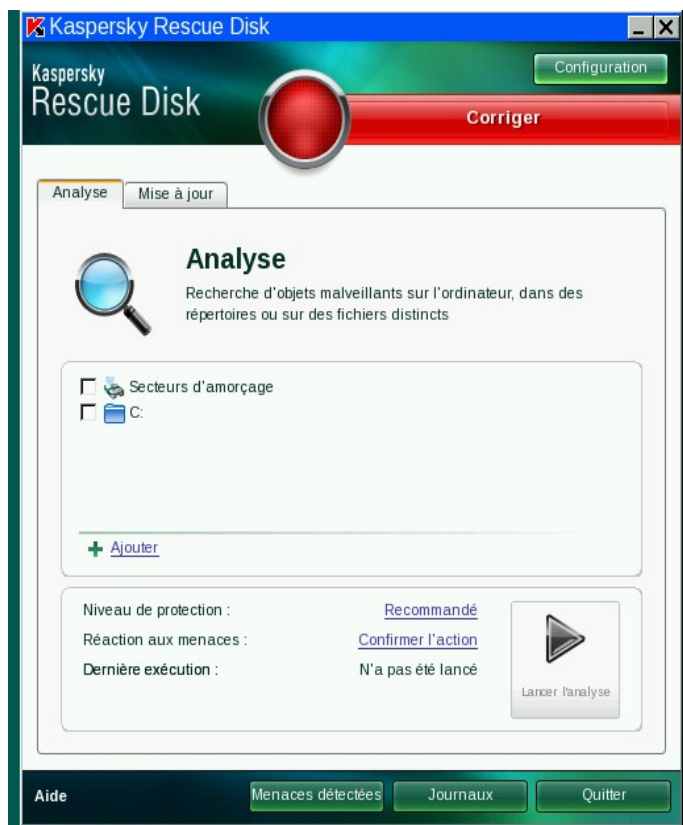 Kaspersky Rescue Disk
Kaspersky
Rescue Disk
Configuration
Corriger
Analyse
Mise à jour
Analyse
Recherche d'objets malveillants sur l'ordinateur, dans des
répertoires ou sur des fichiers distincts
Secteurs d'amorçage
C:
Ajouter
Niveau de protection : Recommandé
Réaction aux menaces : Confirmer l'action
Dernière exécution : N'a pas été lancé
Lancer l'analyse
Aide
Menaces détectées
Journaux
Quitter